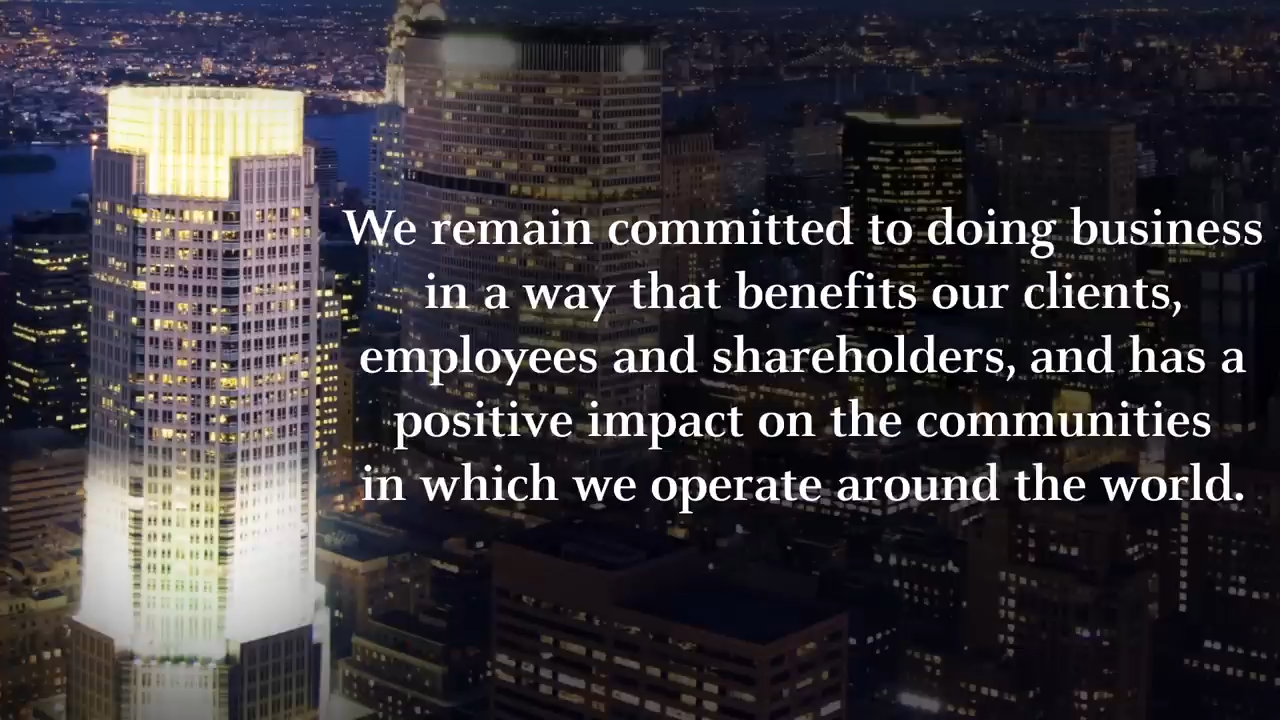 We remain committed to doing business
in a way that benefits our clients,
employees and shareholders, and has a
positive impact on the communities
in which we operate around the world.